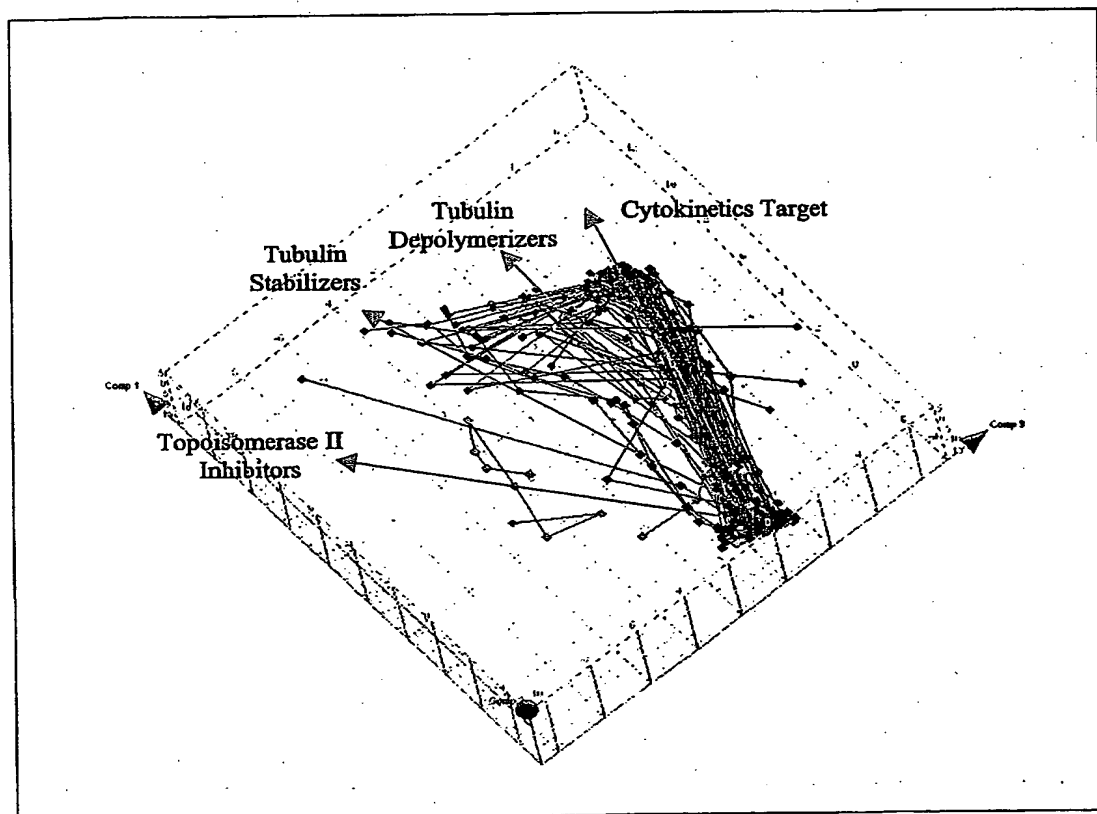 Cytokinetics Target
Tubulin
Depolymerizers
Tubulin
Stabilizers
Comp 1
Comp 3
Topoisomerase II
Inhibitors